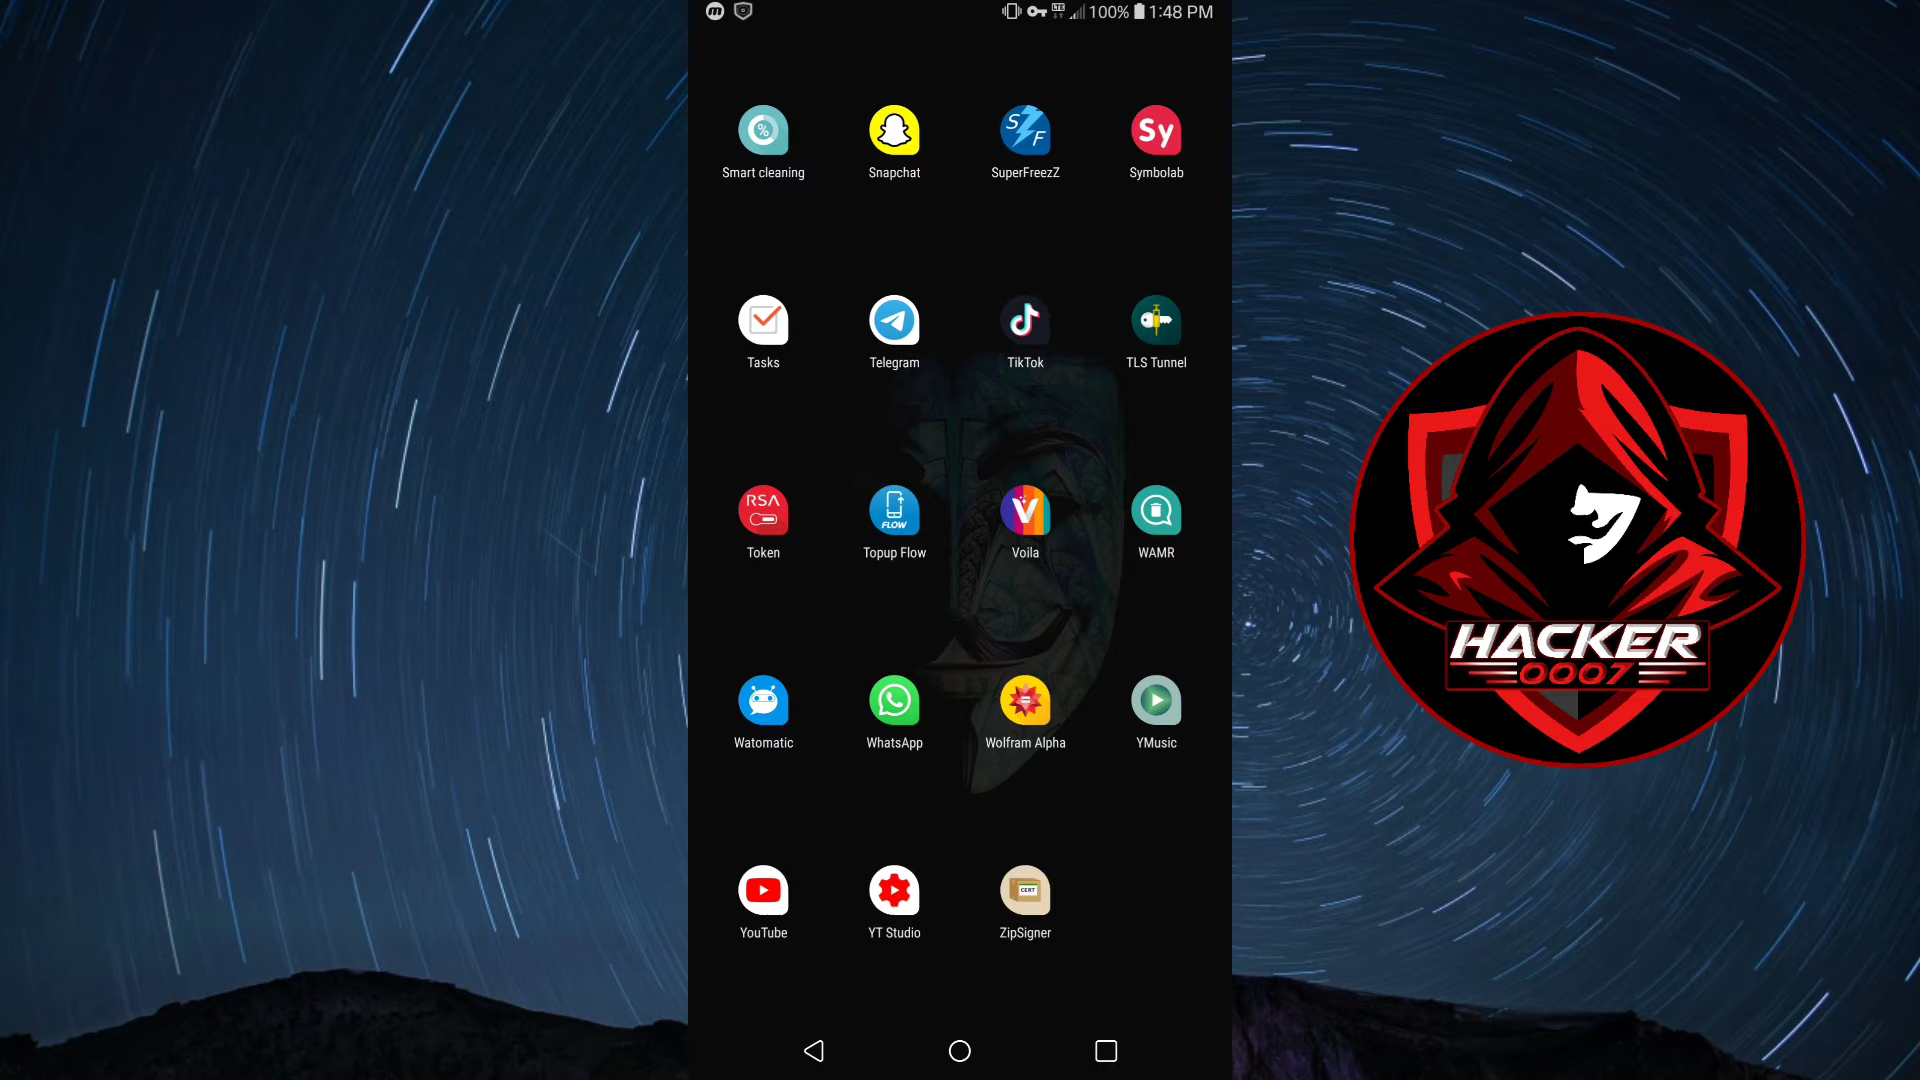 LTE 100% 1:48 PM
%
S F
Sy
Smart cleaning Snapchat SuperFreezZ Symbolab
Tasks Telegram TikTok TLS Tunnel
RSA
FLOW
V
Token Topup Flow Voila WAMR
HACKER
0007
Watomatic WhatsApp Wolfram Alpha YMusic
CERT
YouTube YT Studio ZipSigner